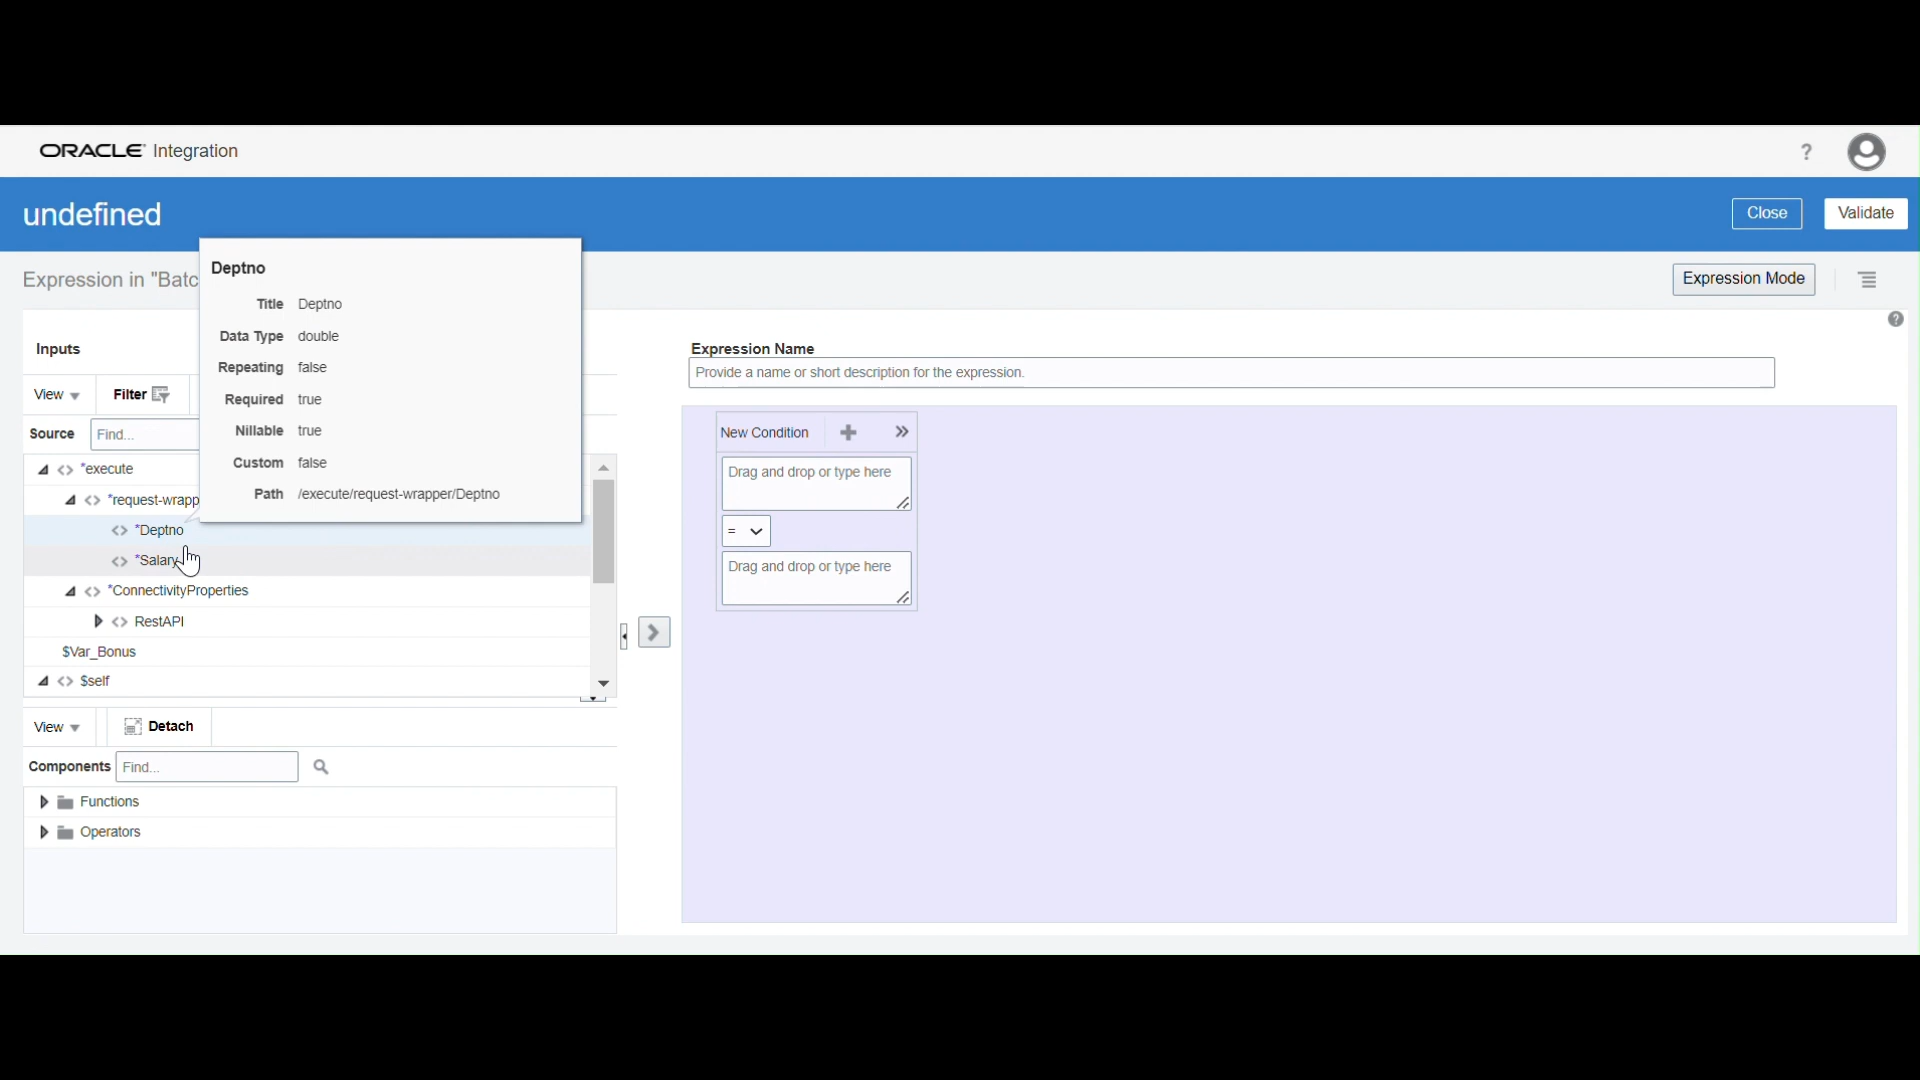 ORACLE Integration
?
undefined
Close
Validate
Expression in "Batc
Expression Mode
Deptno
Title Deptno
Data Type double
Repeating false
Required true
Nillable true
Custom false
Path /execute/request-wrapper/Deptno
Inputs
View
Filter
Source Find...
*execute
*request-wrapp
*Deptno
*Salary
*ConnectivityProperties
RestAPI
$Var_Bonus
$self
View
Detach
Components Find...
Functions
Operators
?
Expression Name
Provide a name or short description for the expression.
New Condition
Drag and drop or type here
=
Drag and drop or type here